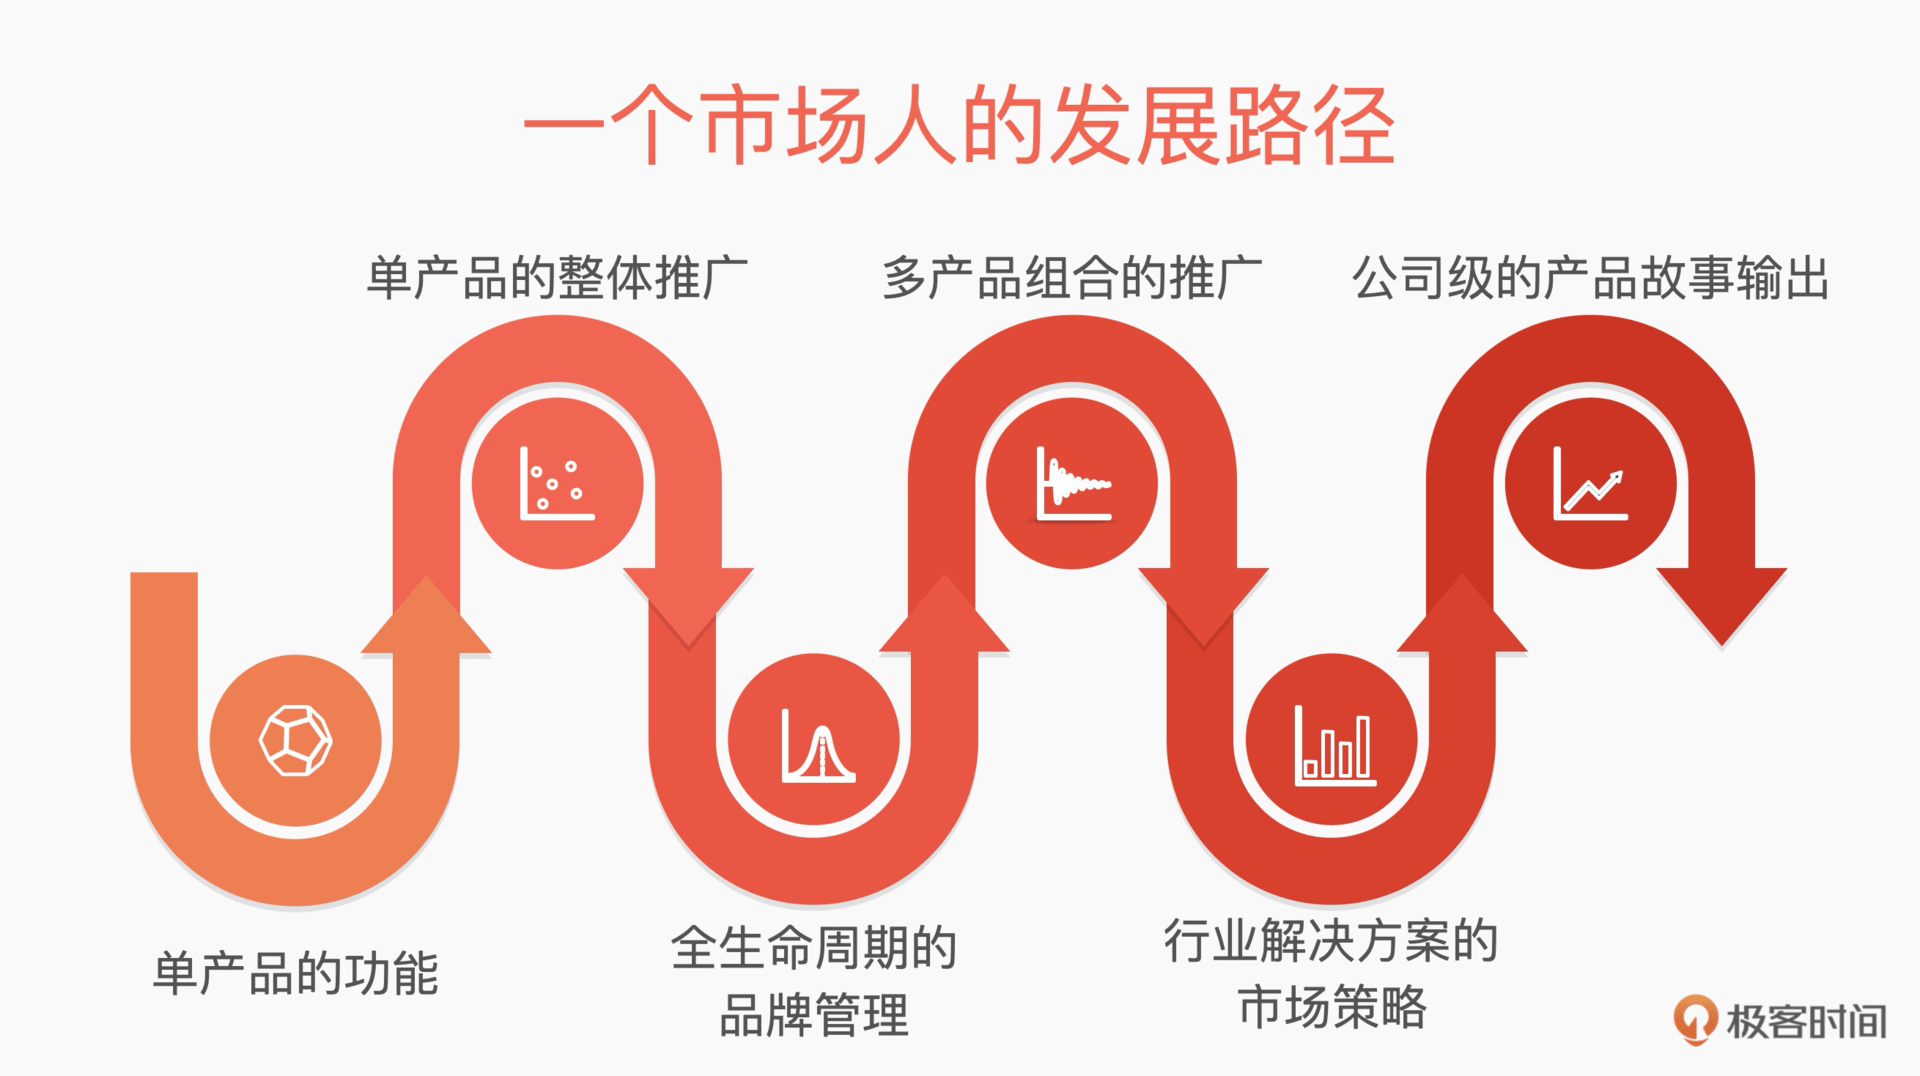 一个市场人的发展路径
单产品的整体推广
多产品组合的推广
公司级的产品故事输出
单产品的功能
全生命周期的
品牌管理
行业解决方案的
市场策略
极客时间